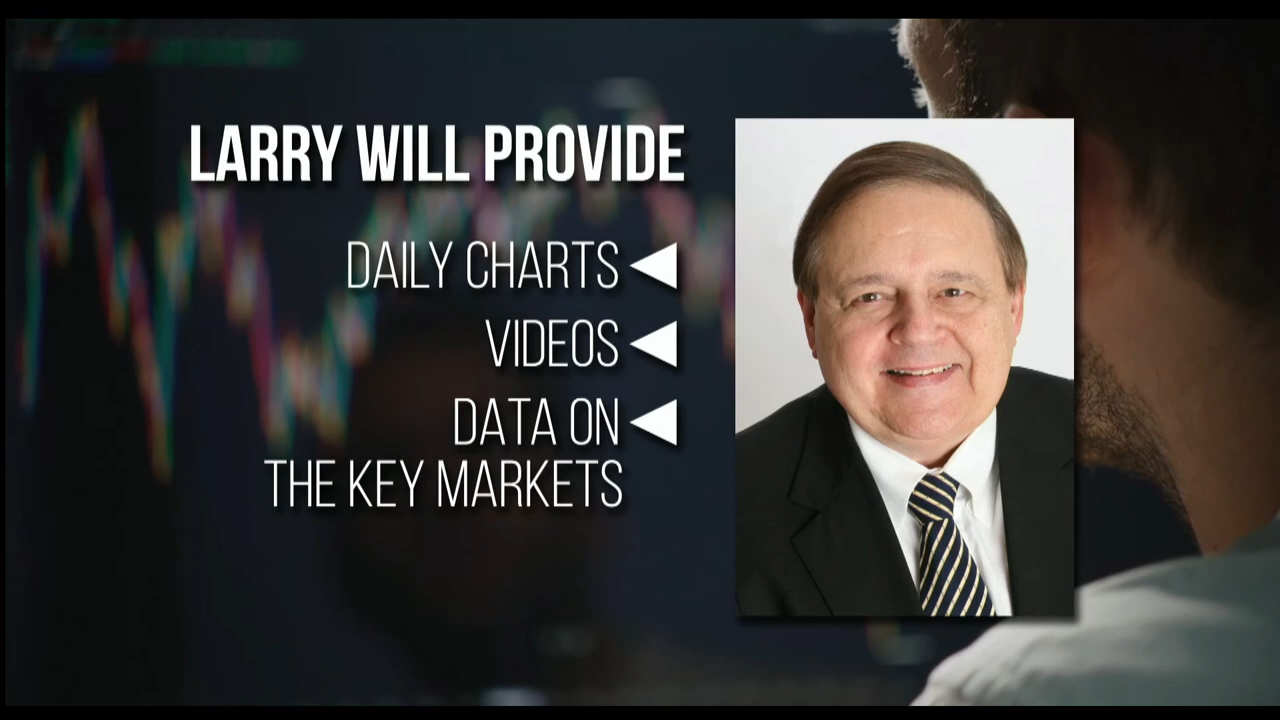 LARRY WILL PROVIDE
DAILY CHARTS
VIDEOS
DATA ON
THE KEY MARKETS